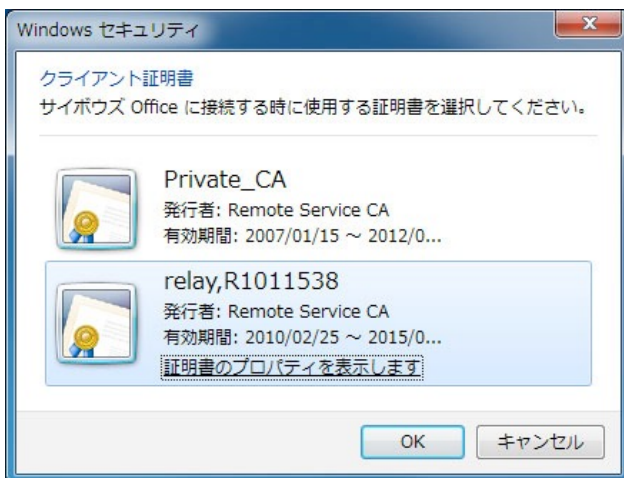 Windows セキュリティ
クライアント証明書
サイボウズ Office に接続する時に使用する証明書を選択してください。
Private_CA
発行者: Remote Service CA
有効期間: 2007/01/15 ～ 2012/0...
relay,R1011538
発行者: Remote Service CA
有効期間: 2010/02/25 ～ 2015/0...
証明書のプロパティを表示します
OK キャンセル